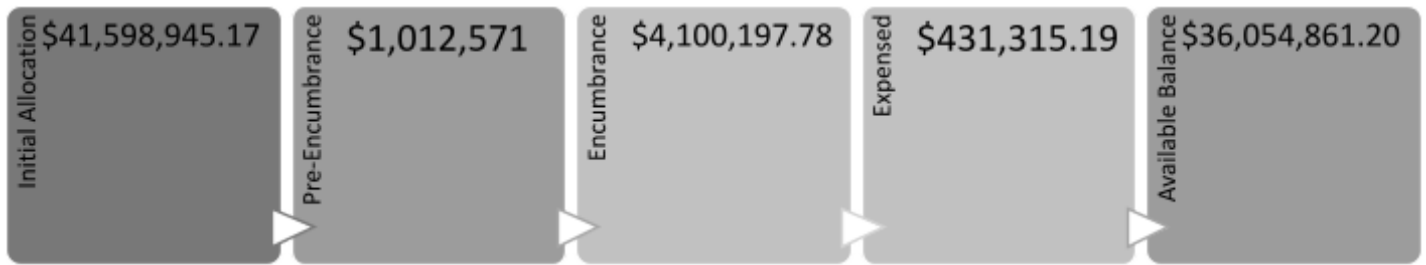 Initial Allocation
$41,598,945.17
Pre-Encumbrance
$1,012,571
Encumbrance
$4,100,197.78
Expensed
$431,315.19
Available Balance
$36,054,861.20